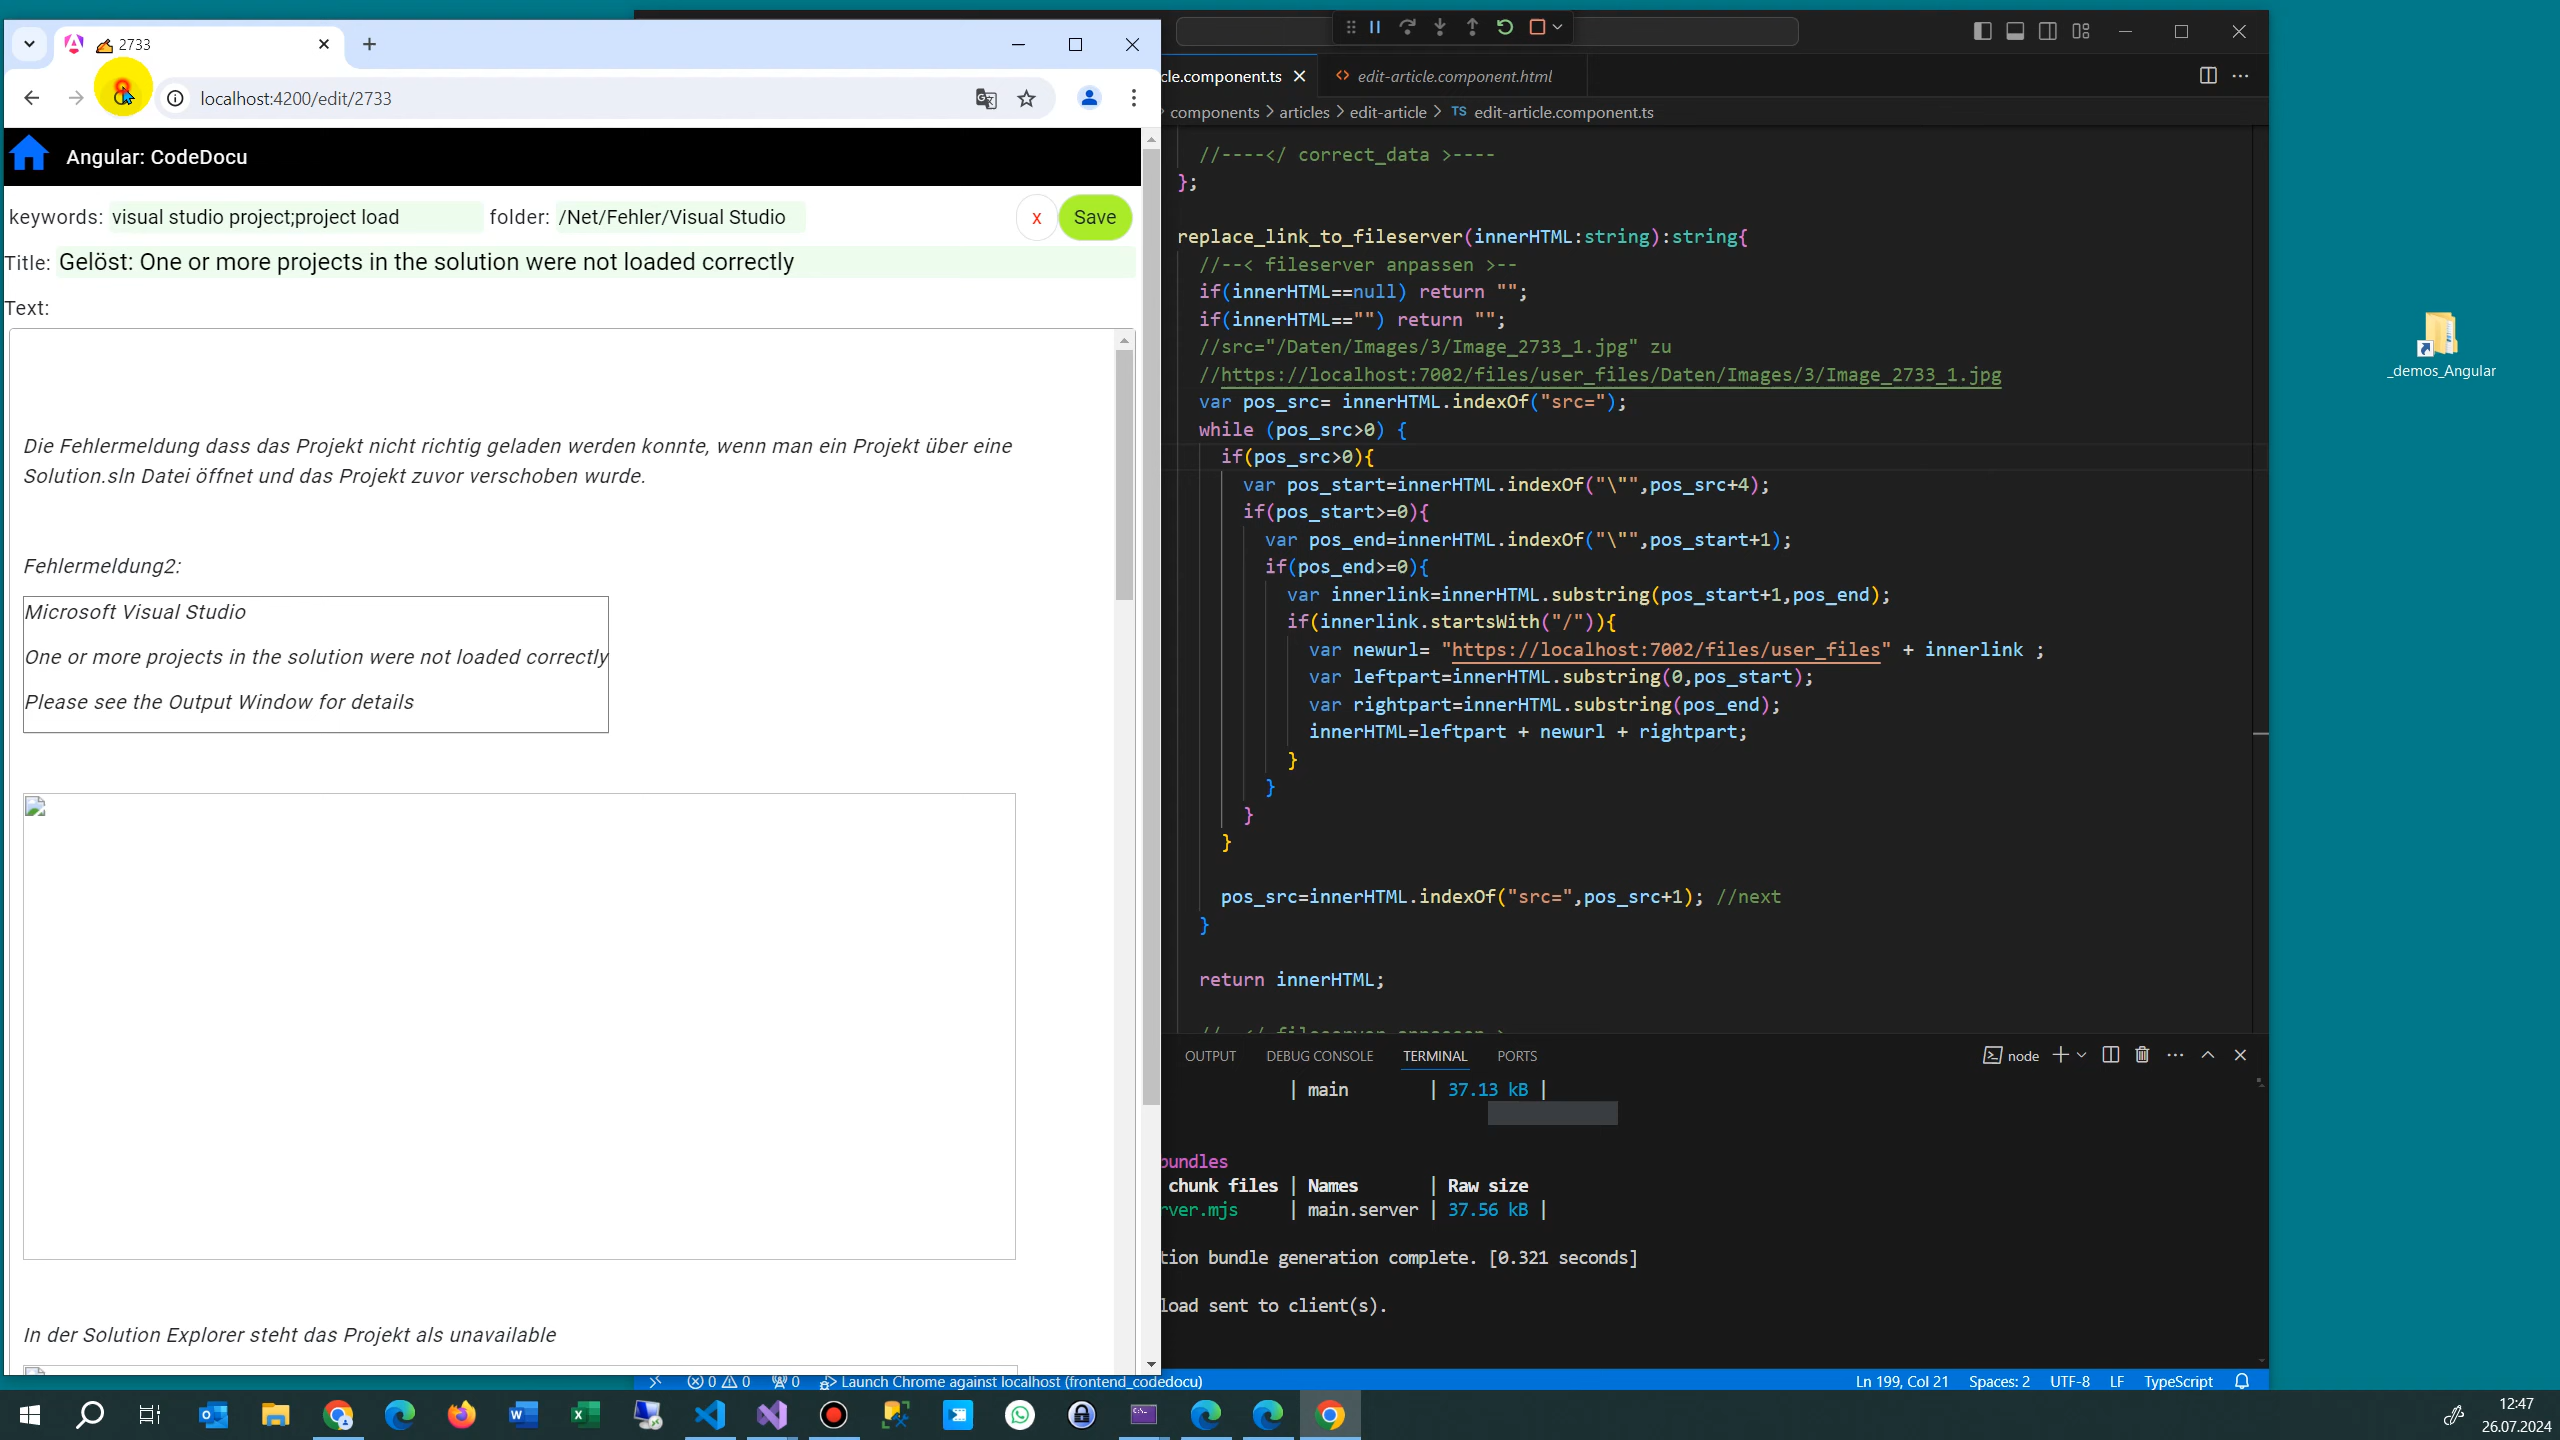 ✍ 2733
localhost:4200/edit/2733
Angular: CodeDocu
keywords: visual studio project;project load folder: /Net/Fehler/Visual Studio x Save
Title: Gelöst: One or more projects in the solution were not loaded correctly
Text:
Die Fehlermeldung dass das Projekt nicht richtig geladen werden konnte, wenn man ein Projekt über eine
Solution.sln Datei öffnet und das Projekt zuvor verschoben wurde.
Fehlermeldung2:
Microsoft Visual Studio
One or more projects in the solution were not loaded correctly
Please see the Output Window for details
In der Solution Explorer steht das Projekt als unavailable
cle.component.ts edit-article.component.html
components > articles > edit-article > TS edit-article.component.ts
//----</ correct_data >----
};
replace_link_to_fileserver(innerHTML:string):string{
//--< fileserver anpassen >--
if(innerHTML==null) return "";
if(innerHTML=="") return "";
//src="/Daten/Images/3/Image_2733_1.jpg" zu
//https://localhost:7002/files/user_files/Daten/Images/3/Image_2733_1.jpg
var pos_src= innerHTML.indexOf("src=");
while (pos_src>0) {
if(pos_src>0){
var pos_start=innerHTML.indexOf("\"",pos_src+4);
if(pos_start>=0){
var pos_end=innerHTML.indexOf("\"",pos_start+1);
if(pos_end>=0){
var innerlink=innerHTML.substring(pos_start+1,pos_end);
if(innerlink.startsWith("/")){
var newurl= "https://localhost:7002/files/user_files" + innerlink ;
var leftpart=innerHTML.substring(0,pos_start);
var rightpart=innerHTML.substring(pos_end);
innerHTML=leftpart + newurl + rightpart;
}
}
}
}
pos_src=innerHTML.indexOf("src=",pos_src+1); //next
}
return innerHTML;
OUTPUT DEBUG CONSOLE TERMINAL PORTS node
| main | 37.13 kB |
bundles
chunk files | Names | Raw size
rver.mjs | main.server | 37.56 kB |
tion bundle generation complete. [0.321 seconds]
load sent to client(s).
0 0 0 Launch Chrome against localhost (frontend_codedocu) Ln 199, Col 21 Spaces: 2 UTF-8 LF TypeScript
_demos_Angular
12:47
26.07.2024